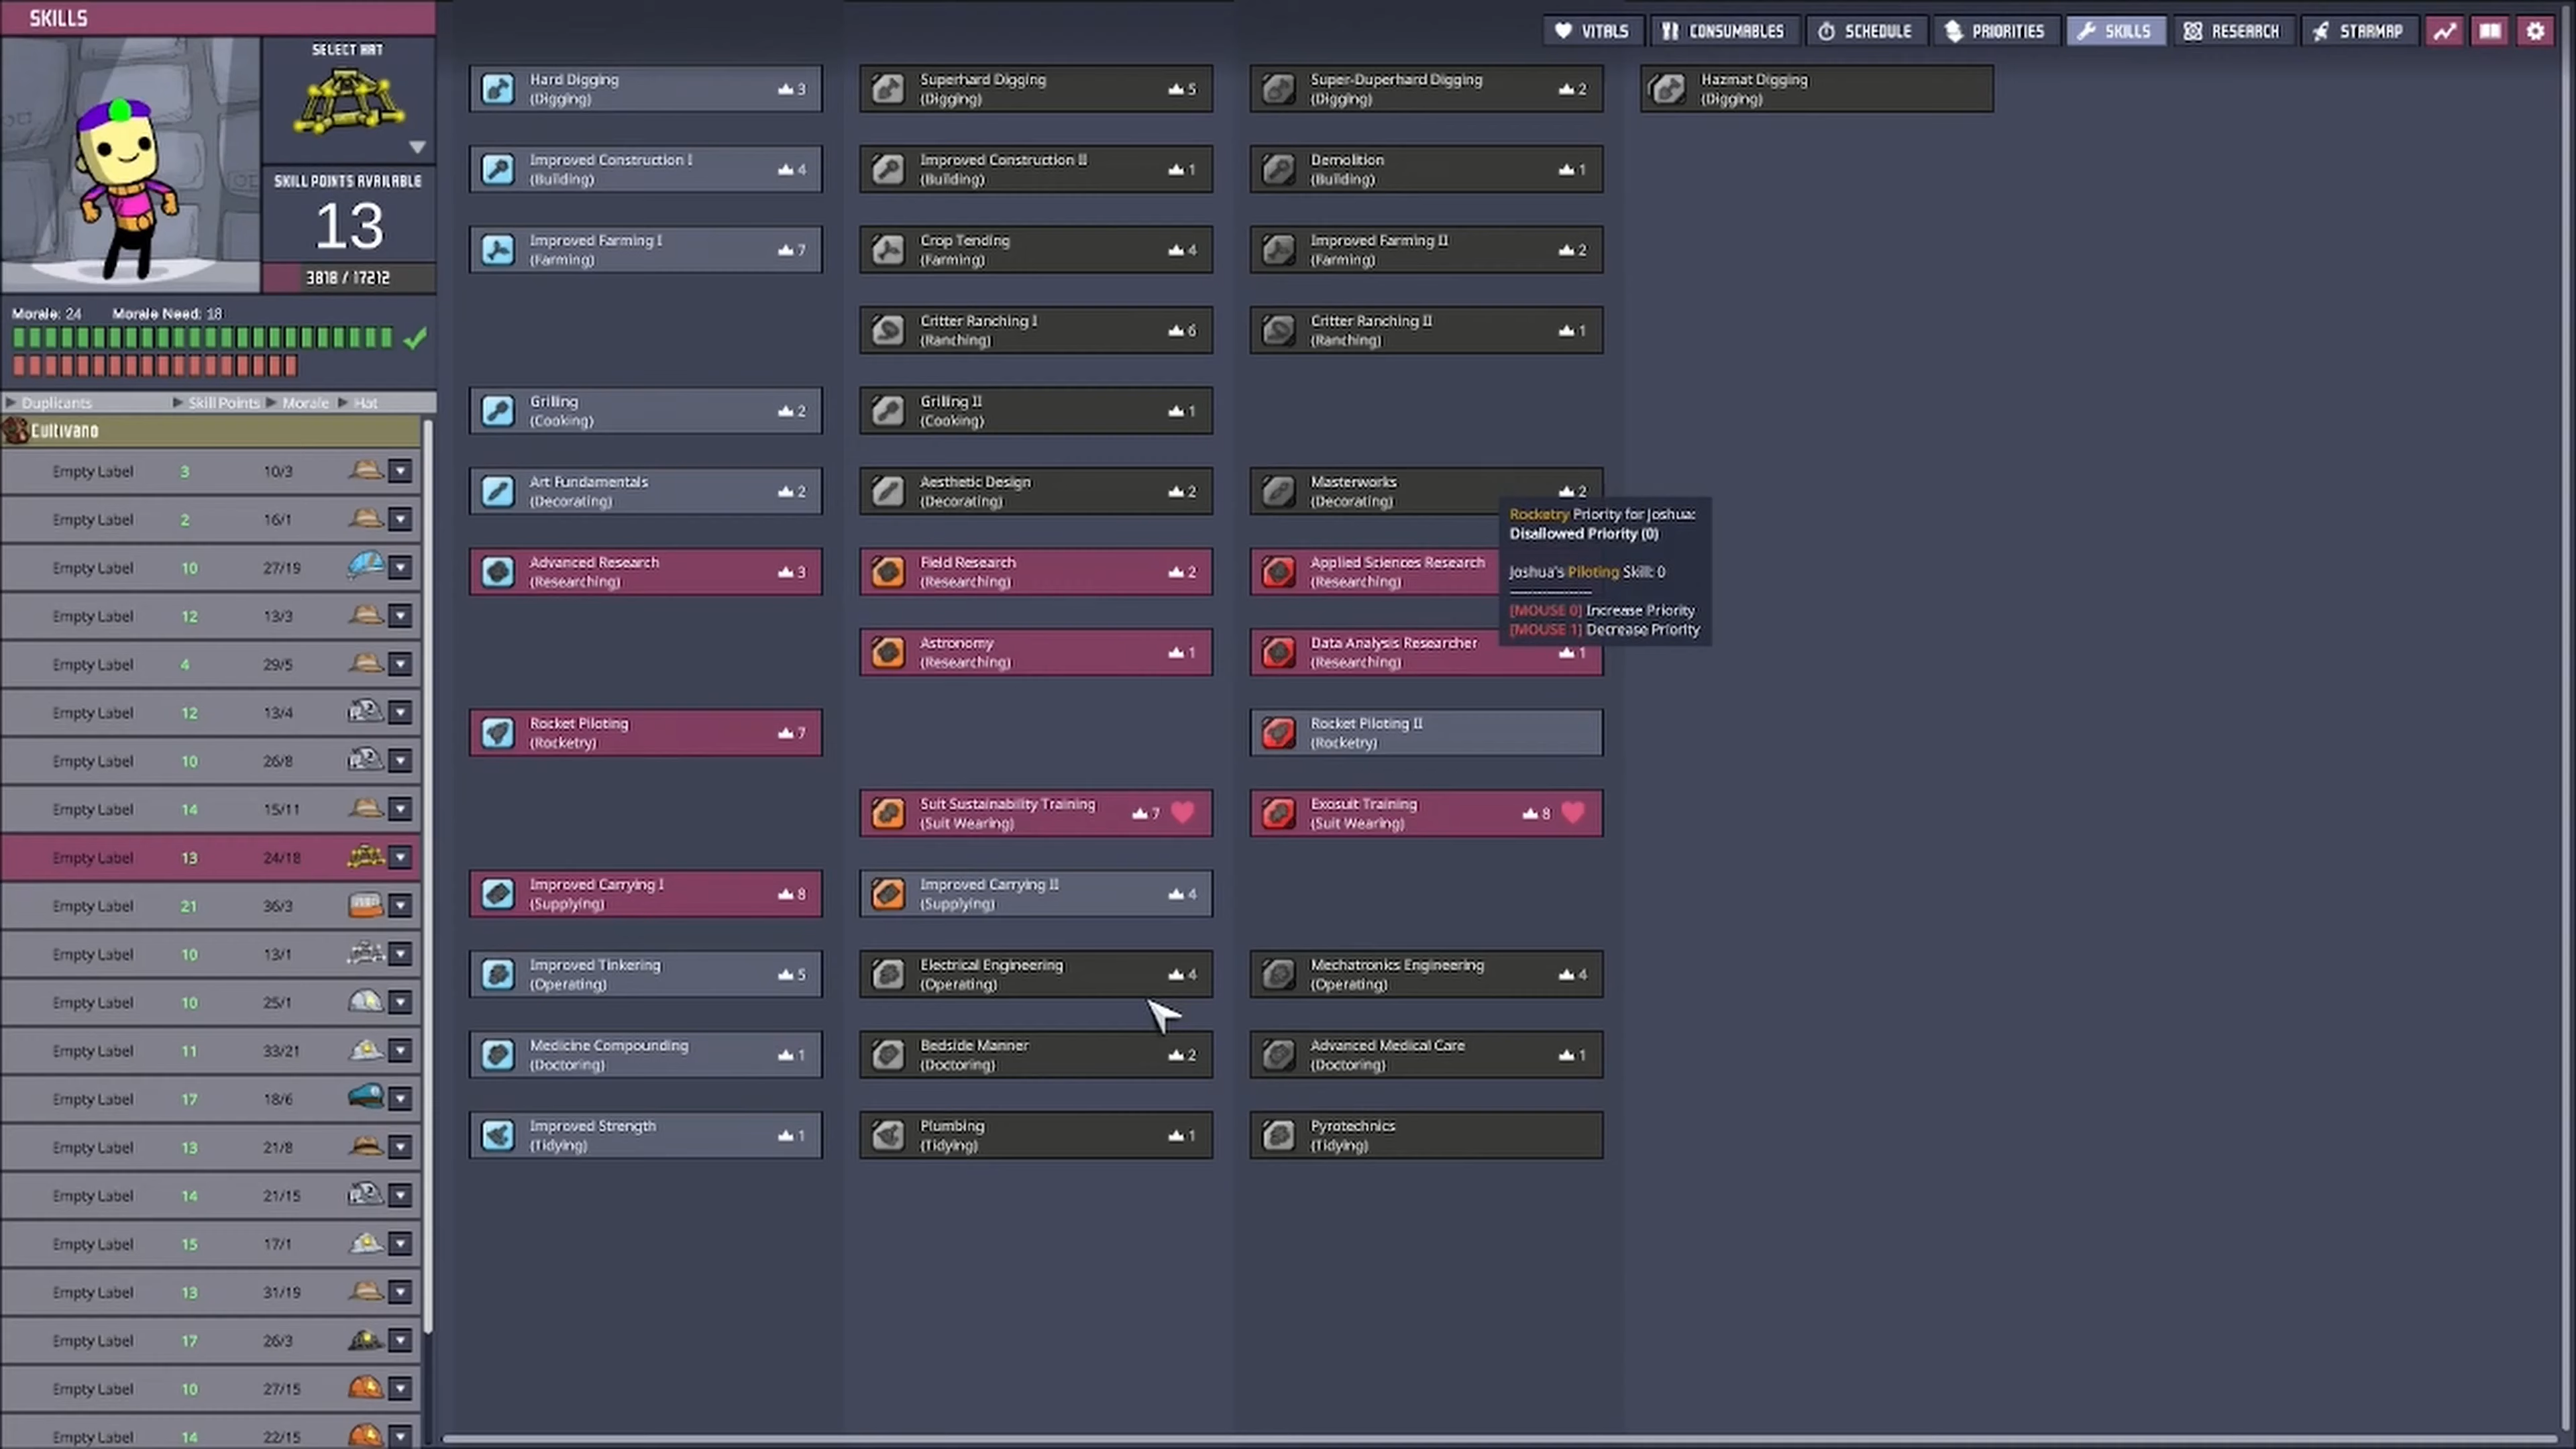 SKILLS
VITALS
CONSUMABLES
SCHEDULE
PRIORITIES
SKILLS
RESEARCH
STARMAP
SELECT HAT
SKILL POINTS AVAILABLE
13
3818 / 17212
Morale: 24 Morale Need: 18
Duplicants Skill Points Morale Hat
Cultivano
Empty Label 3 10/3
Empty Label 2 16/1
Empty Label 10 27/19
Empty Label 12 13/3
Empty Label 4 29/5
Empty Label 12 13/4
Empty Label 10 26/8
Empty Label 14 15/11
Empty Label 13 24/18
Empty Label 21 36/3
Empty Label 10 13/1
Empty Label 10 25/1
Empty Label 11 33/21
Empty Label 17 18/6
Empty Label 13 21/8
Empty Label 14 21/15
Empty Label 15 17/1
Empty Label 13 31/19
Empty Label 17 26/3
Empty Label 10 27/15
Empty Label 14 22/15
Hard Digging
(Digging) 3
Superhard Digging
(Digging) 5
Super-Duperhard Digging
(Digging) 2
Hazmat Digging
(Digging)
Improved Construction I
(Building) 4
Improved Construction II
(Building) 1
Demolition
(Building) 1
Improved Farming I
(Farming) 7
Crop Tending
(Farming) 4
Improved Farming II
(Farming) 2
Critter Ranching I
(Ranching) 6
Critter Ranching II
(Ranching) 1
Grilling
(Cooking) 2
Grilling II
(Cooking) 1
Art Fundamentals
(Decorating) 2
Aesthetic Design
(Decorating) 2
Masterworks
(Decorating) 2
Advanced Research
(Researching) 3
Field Research
(Researching) 2
Applied Sciences Research
(Researching)
Astronomy
(Researching) 1
Data Analysis Researcher
(Researching) 1
Rocket Piloting
(Rocketry) 7
Rocket Piloting II
(Rocketry)
Suit Sustainability Training
(Suit Wearing) 7
Exosuit Training
(Suit Wearing) 8
Improved Carrying I
(Supplying) 8
Improved Carrying II
(Supplying) 4
Improved Tinkering
(Operating) 5
Electrical Engineering
(Operating) 4
Mechatronics Engineering
(Operating) 4
Medicine Compounding
(Doctoring) 1
Bedside Manner
(Doctoring) 2
Advanced Medical Care
(Doctoring) 1
Improved Strength
(Tidying) 1
Plumbing
(Tidying) 1
Pyrotechnics
(Tidying)
Rocketry Priority for Joshua:
Disallowed Priority (0)
Joshua's Piloting Skill: 0
--------------------
[MOUSE 0] Increase Priority
[MOUSE 1] Decrease Priority